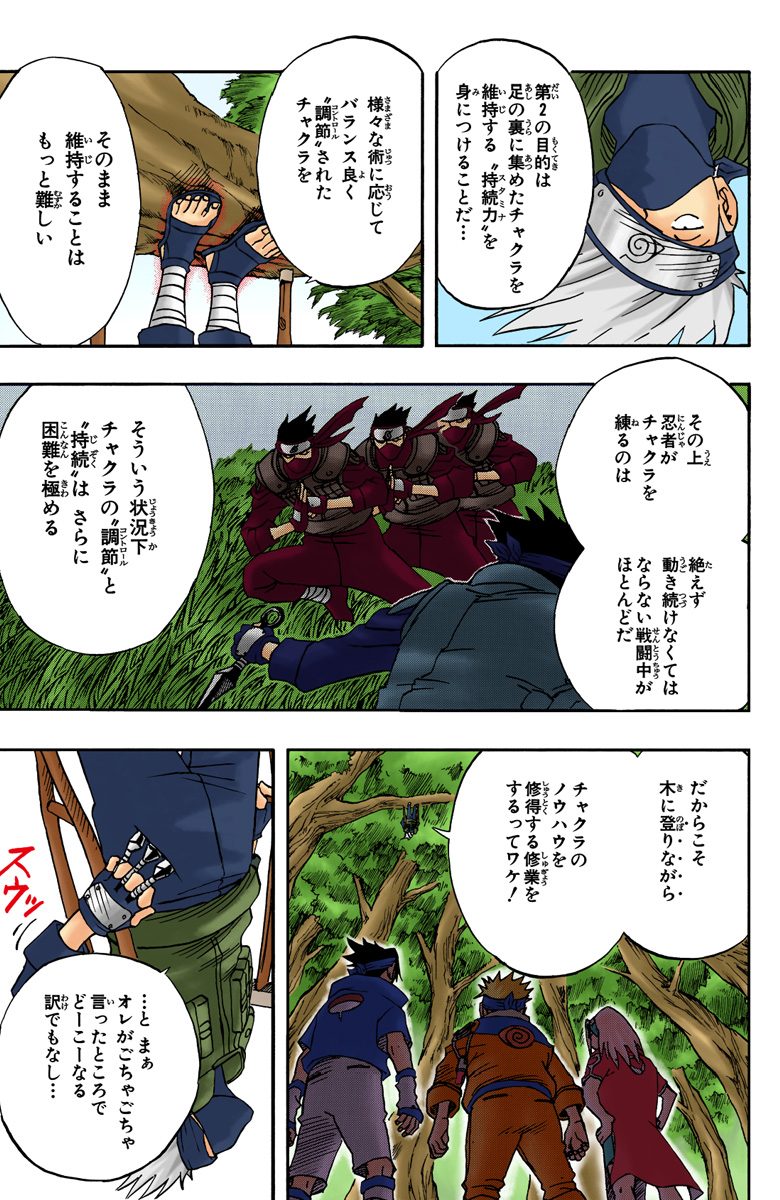 第2の目的は
足の裏に集めたチャクラを
維持する〝持続力〟を
身につけることだ…
様々な術に応じて
バランス良く
〝調節〟された
チャクラを
そのまま
維持することは
もっと難しい
その上
忍者が
チャクラを
練るのは
絶えず
動き続けなくては
ならない戦闘中が
ほとんどだ
そういう状況下
チャクラの〝調節〟と
〝持続〟は さらに
困難を極める
だからこそ
木に登りながら
チャクラの
ノウハウを
修得する修業を
するってワケ!
スウッ
…と まぁ
オレがごちゃごちゃ
言ったところで
どーこーなる
訳でもなし…